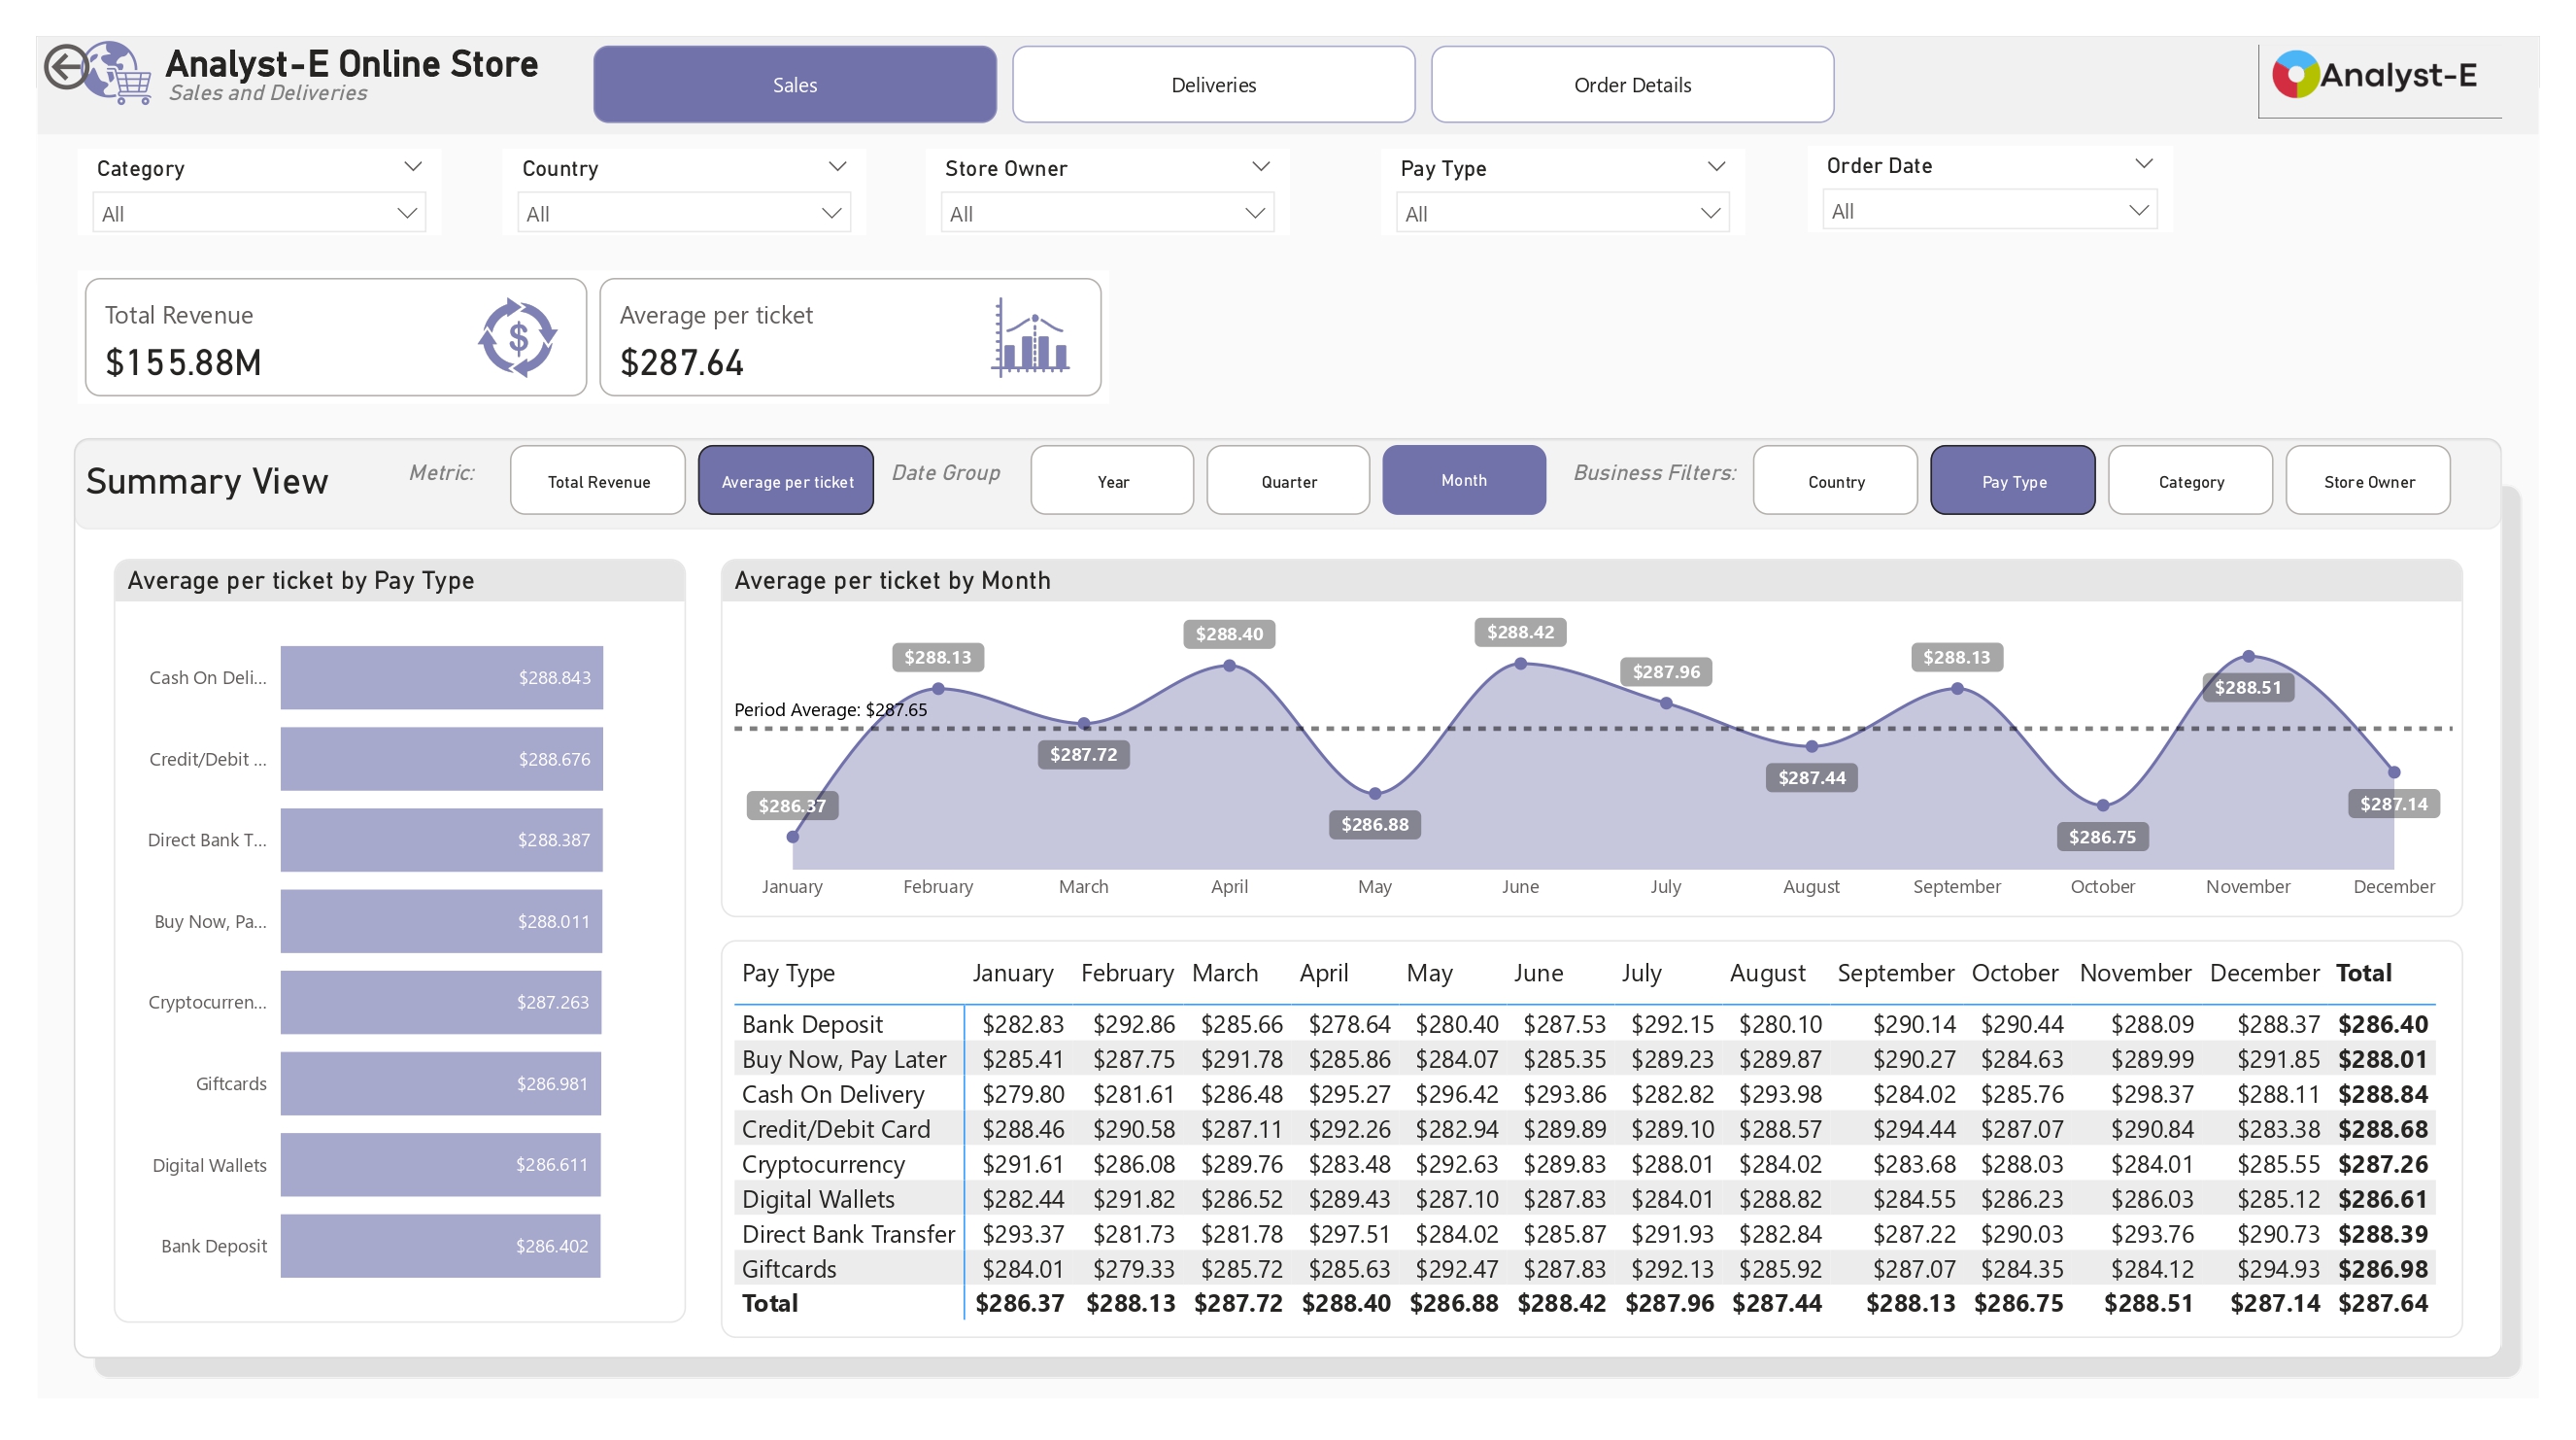 Analyst-E Online Store
Sales and Deliveries
Sales
Deliveries
Order Details
Analyst-E
Category
All
Country
All
Store Owner
All
Pay Type
All
Order Date
All
Total Revenue
$155.88M
Average per ticket
$287.64
Summary View
Metric:
Total Revenue
Average per ticket
Date Group
Year
Quarter
Month
Business Filters:
Country
Pay Type
Category
Store Owner
Average per ticket by Pay Type
Cash On Deli... $288.843
Credit/Debit ... $288.676
Direct Bank T... $288.387
Buy Now, Pa... $288.011
Cryptocurren... $287.263
Giftcards $286.981
Digital Wallets $286.611
Bank Deposit $286.402
Average per ticket by Month
Period Average: $287.65
$286.37
$288.13
$287.72
$288.40
$286.88
$288.42
$287.96
$287.44
$288.13
$286.75
$288.51
$287.14
January February March April May June July August September October November December
Pay Type January February March April May June July August September October November December Total
Bank Deposit $282.83 $292.86 $285.66 $278.64 $280.40 $287.53 $292.15 $280.10 $290.14 $290.44 $288.09 $288.37 $286.40
Buy Now, Pay Later $285.41 $287.75 $291.78 $285.86 $284.07 $285.35 $289.23 $289.87 $290.27 $284.63 $289.99 $291.85 $288.01
Cash On Delivery $279.80 $281.61 $286.48 $295.27 $296.42 $293.86 $282.82 $293.98 $284.02 $285.76 $298.37 $288.11 $288.84
Credit/Debit Card $288.46 $290.58 $287.11 $292.26 $282.94 $289.89 $289.10 $288.57 $294.44 $287.07 $290.84 $283.38 $288.68
Cryptocurrency $291.61 $286.08 $289.76 $283.48 $292.63 $289.83 $288.01 $284.02 $283.68 $288.03 $284.01 $285.55 $287.26
Digital Wallets $282.44 $291.82 $286.52 $289.43 $287.10 $287.83 $284.01 $288.82 $284.55 $286.23 $286.03 $285.12 $286.61
Direct Bank Transfer $293.37 $281.73 $281.78 $297.51 $284.02 $285.87 $291.93 $282.84 $287.22 $290.03 $293.76 $290.73 $288.39
Giftcards $284.01 $279.33 $285.72 $285.63 $292.47 $287.83 $292.13 $285.92 $287.07 $284.35 $284.12 $294.93 $286.98
Total $286.37 $288.13 $287.72 $288.40 $286.88 $288.42 $287.96 $287.44 $288.13 $286.75 $288.51 $287.14 $287.64